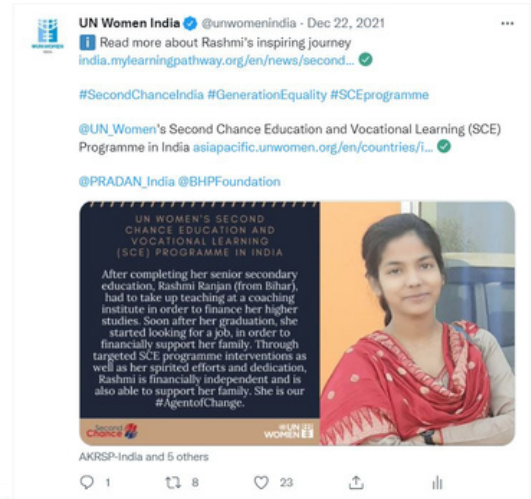 UN Women India @unwomenindia · Dec 22, 2021
Read more about Rashmi's inspiring journey
india.mylearningpathway.org/en/news/second...
#SecondChanceIndia #GenerationEquality #SCEprogramme
@UN_Women's Second Chance Education and Vocational Learning (SCE)
Programme in India asiapacific.unwomen.org/en/countries/i...
@PRADAN_India @BHPFoundation
UN WOMEN'S SECOND
CHANCE EDUCATION AND
VOCATIONAL LEARNING
(SCE) PROGRAMME IN INDIA
After completing her senior secondary
education, Rashmi Ranjan (from Bihar),
had to take up teaching at a coaching
institute in order to finance her higher
studies. Soon after her graduation, she
started looking for a job, in order to
financially support her family. Through
targeted SCE programme interventions as
well as her spirited efforts and dedication,
Rashmi is financially independent and is
also able to support her family. She is our
#AgentofChange.
Second
Chance
UN
WOMEN
AKRSP-India and 5 others
1 8 23